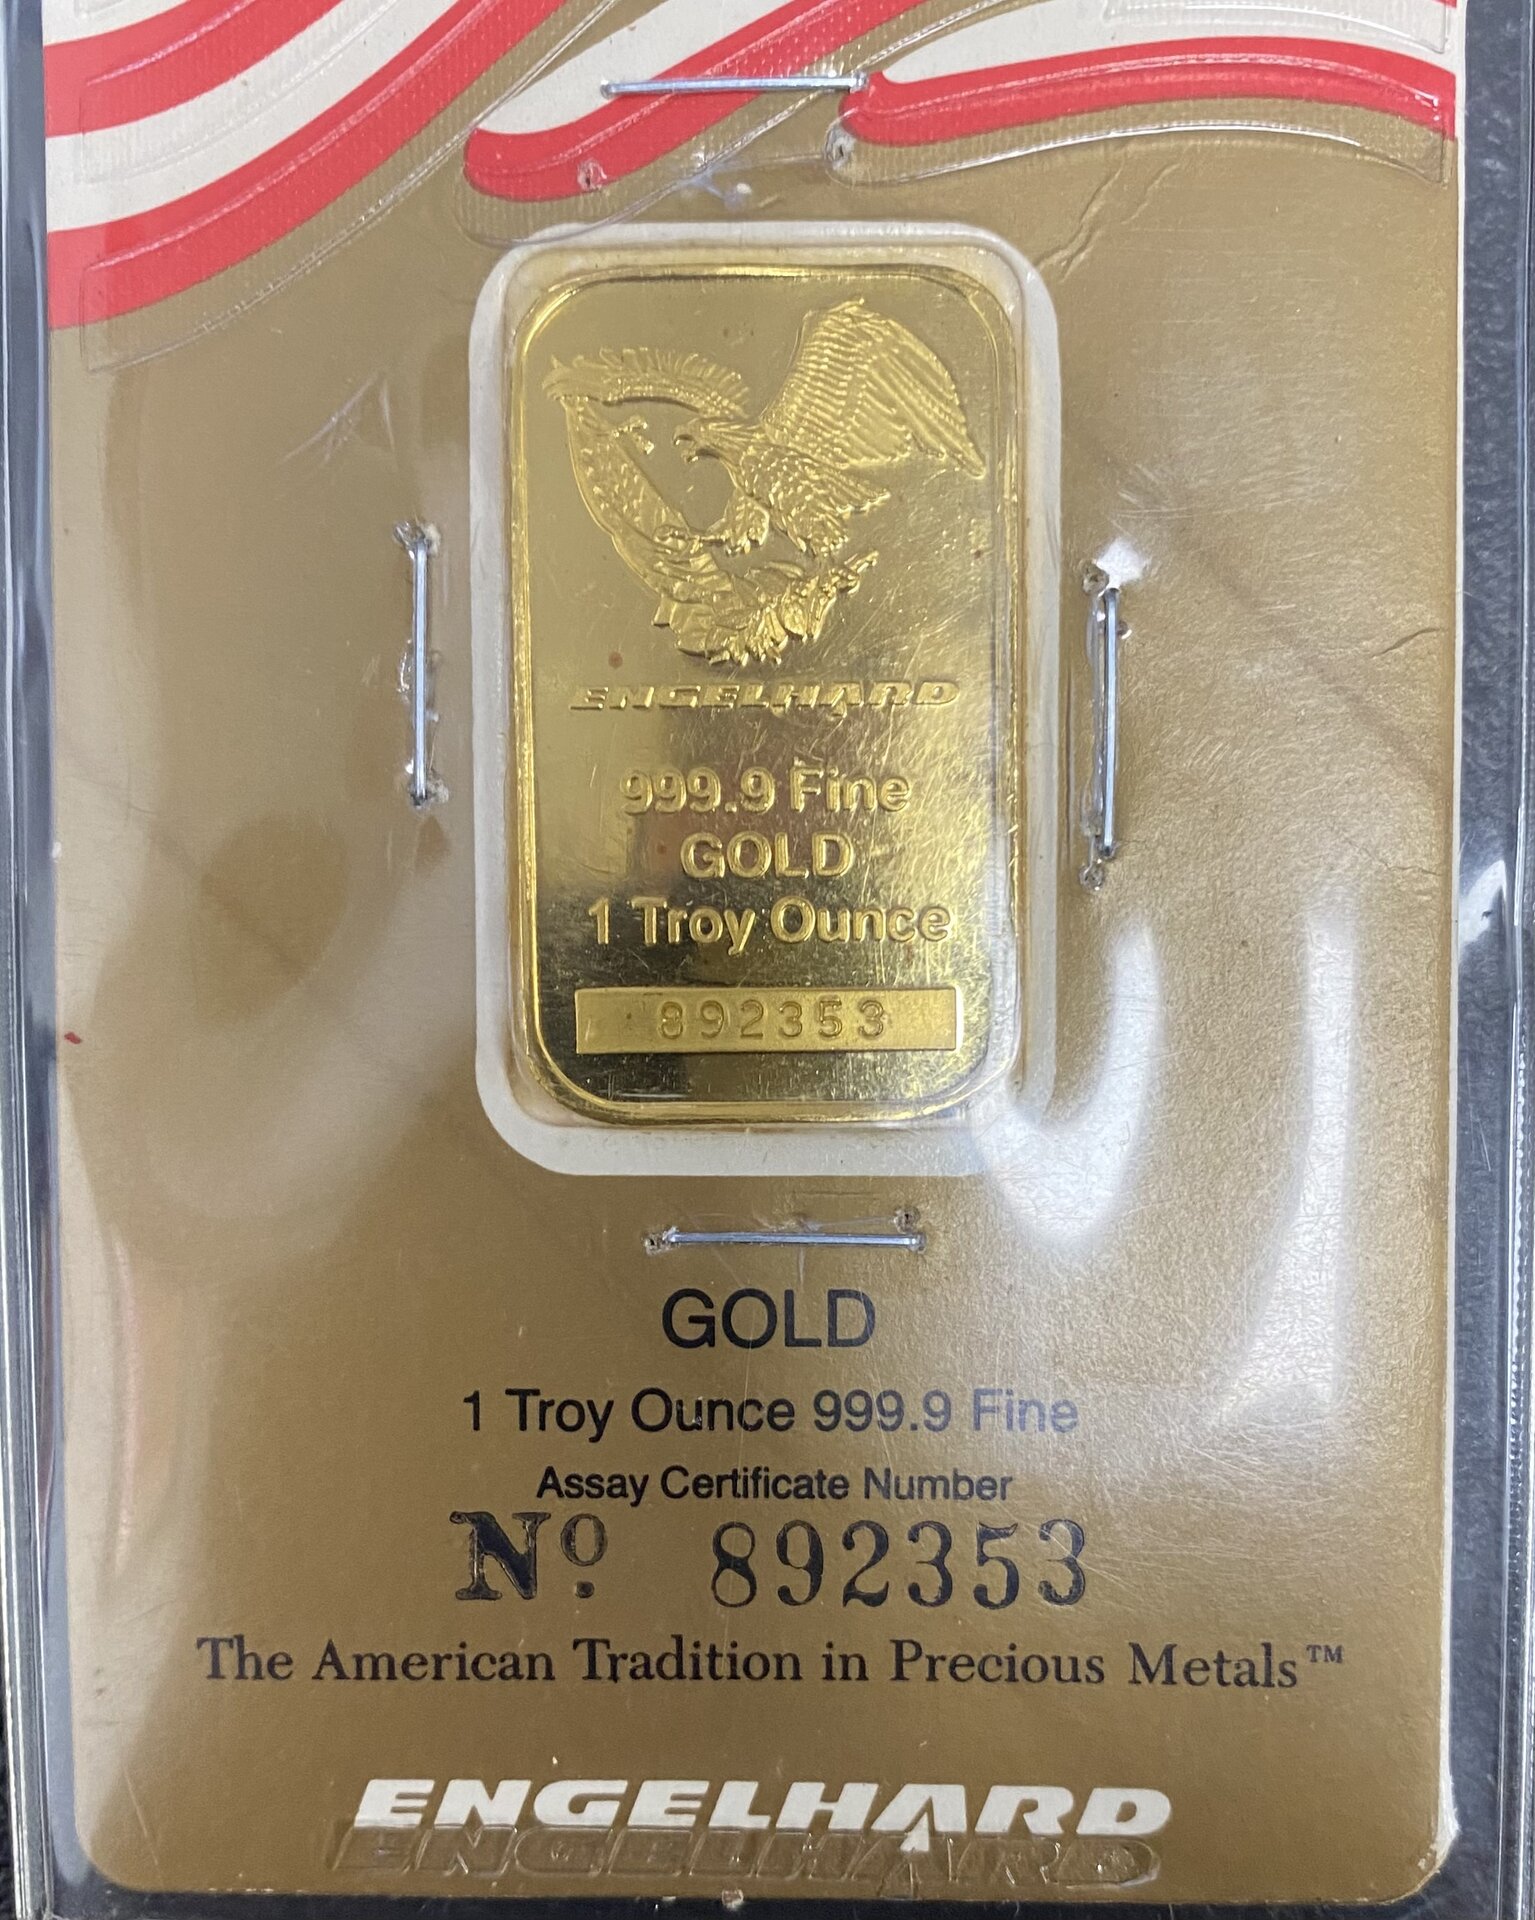 ENGELHARD
999.9 Fine
GOLD
1 Troy Ounce
892353
GOLD
1 Troy Ounce 999.9 Fine
Assay Certificate Number
Nº 892353
The American Tradition in Precious Metals™
ENGELHARD
ENGELHARD